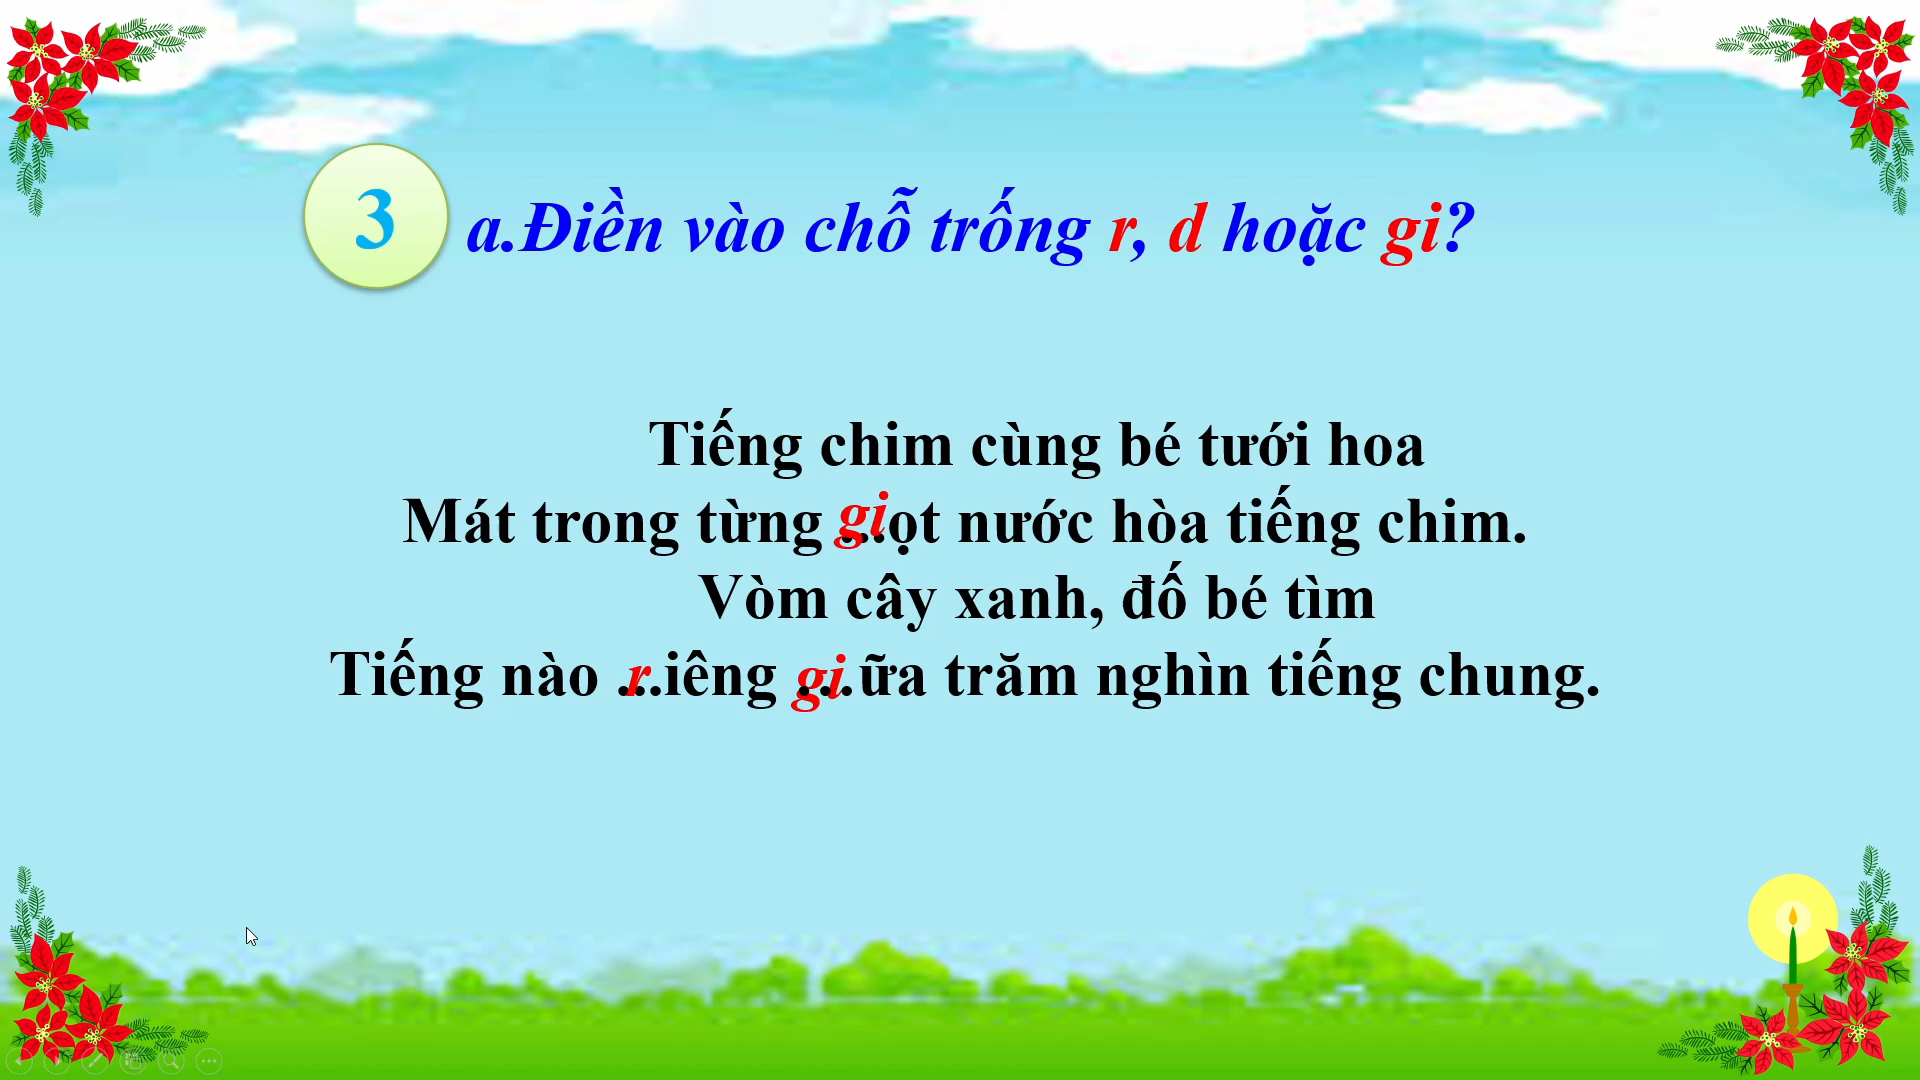 3
a.Điền vào chỗ trống r, d hoặc gi?
Tiếng chim cùng bé tưới hoa
Mát trong từng gi...ọt nước hòa tiếng chim.
Vòm cây xanh, đố bé tìm
Tiếng nào r...iêng gi...ữa trăm nghìn tiếng chung.